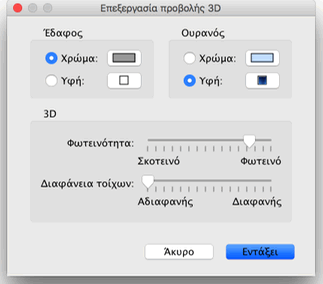 Επεξεργασία προβολής 3D
Έδαφος
Ουρανός
Χρώμα:
Χρώμα:
Υφή:
Υφή:
3D
Φωτεινότητα:
Σκοτεινό
Φωτεινό
Διαφάνεια τοίχων:
Αδιαφανής
Διαφανής
Άκυρο
Εντάξει